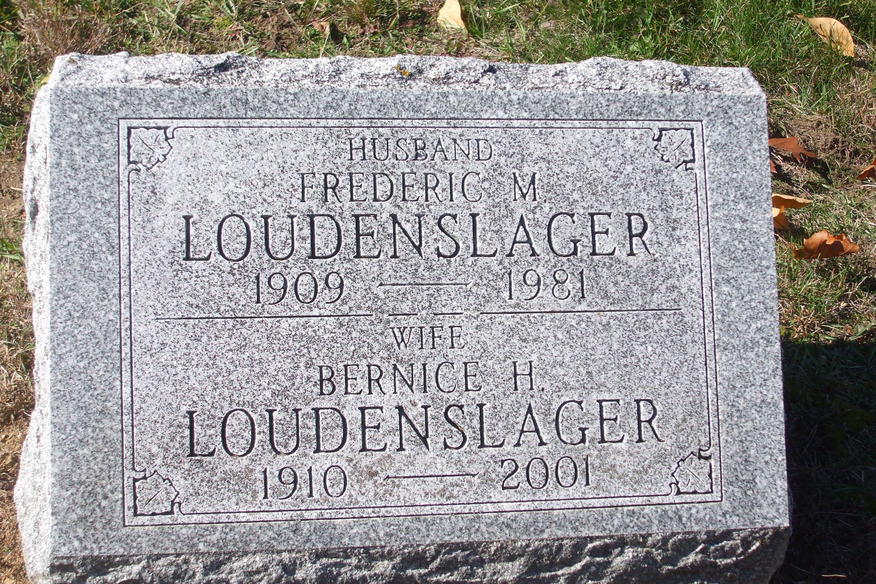 HUSBAND
FREDERIC M
LOUDENSLAGER
1909 — 1981
WIFE
BERNICE H.
LOUDENSLAGER
1910 — 2001